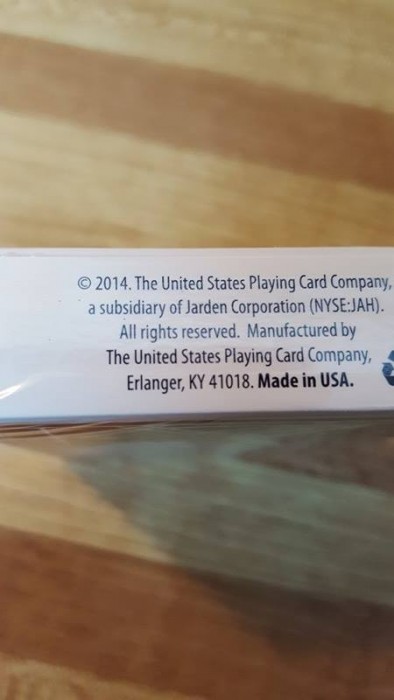 © 2014. The United States Playing Card Company,
a subsidiary of Jarden Corporation (NYSE:JAH).
All rights reserved. Manufactured by
The United States Playing Card Company,
Erlanger, KY 41018. Made in USA.